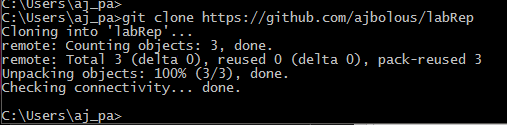 C:\Users\aj_pa>
C:\Users\aj_pa>git clone https://github.com/ajbolous/labRep
Cloning into 'labRep'...
remote: Counting objects: 3, done.
remote: Total 3 (delta 0), reused 0 (delta 0), pack-reused 3
Unpacking objects: 100% (3/3), done.
Checking connectivity... done.
C:\Users\aj_pa>